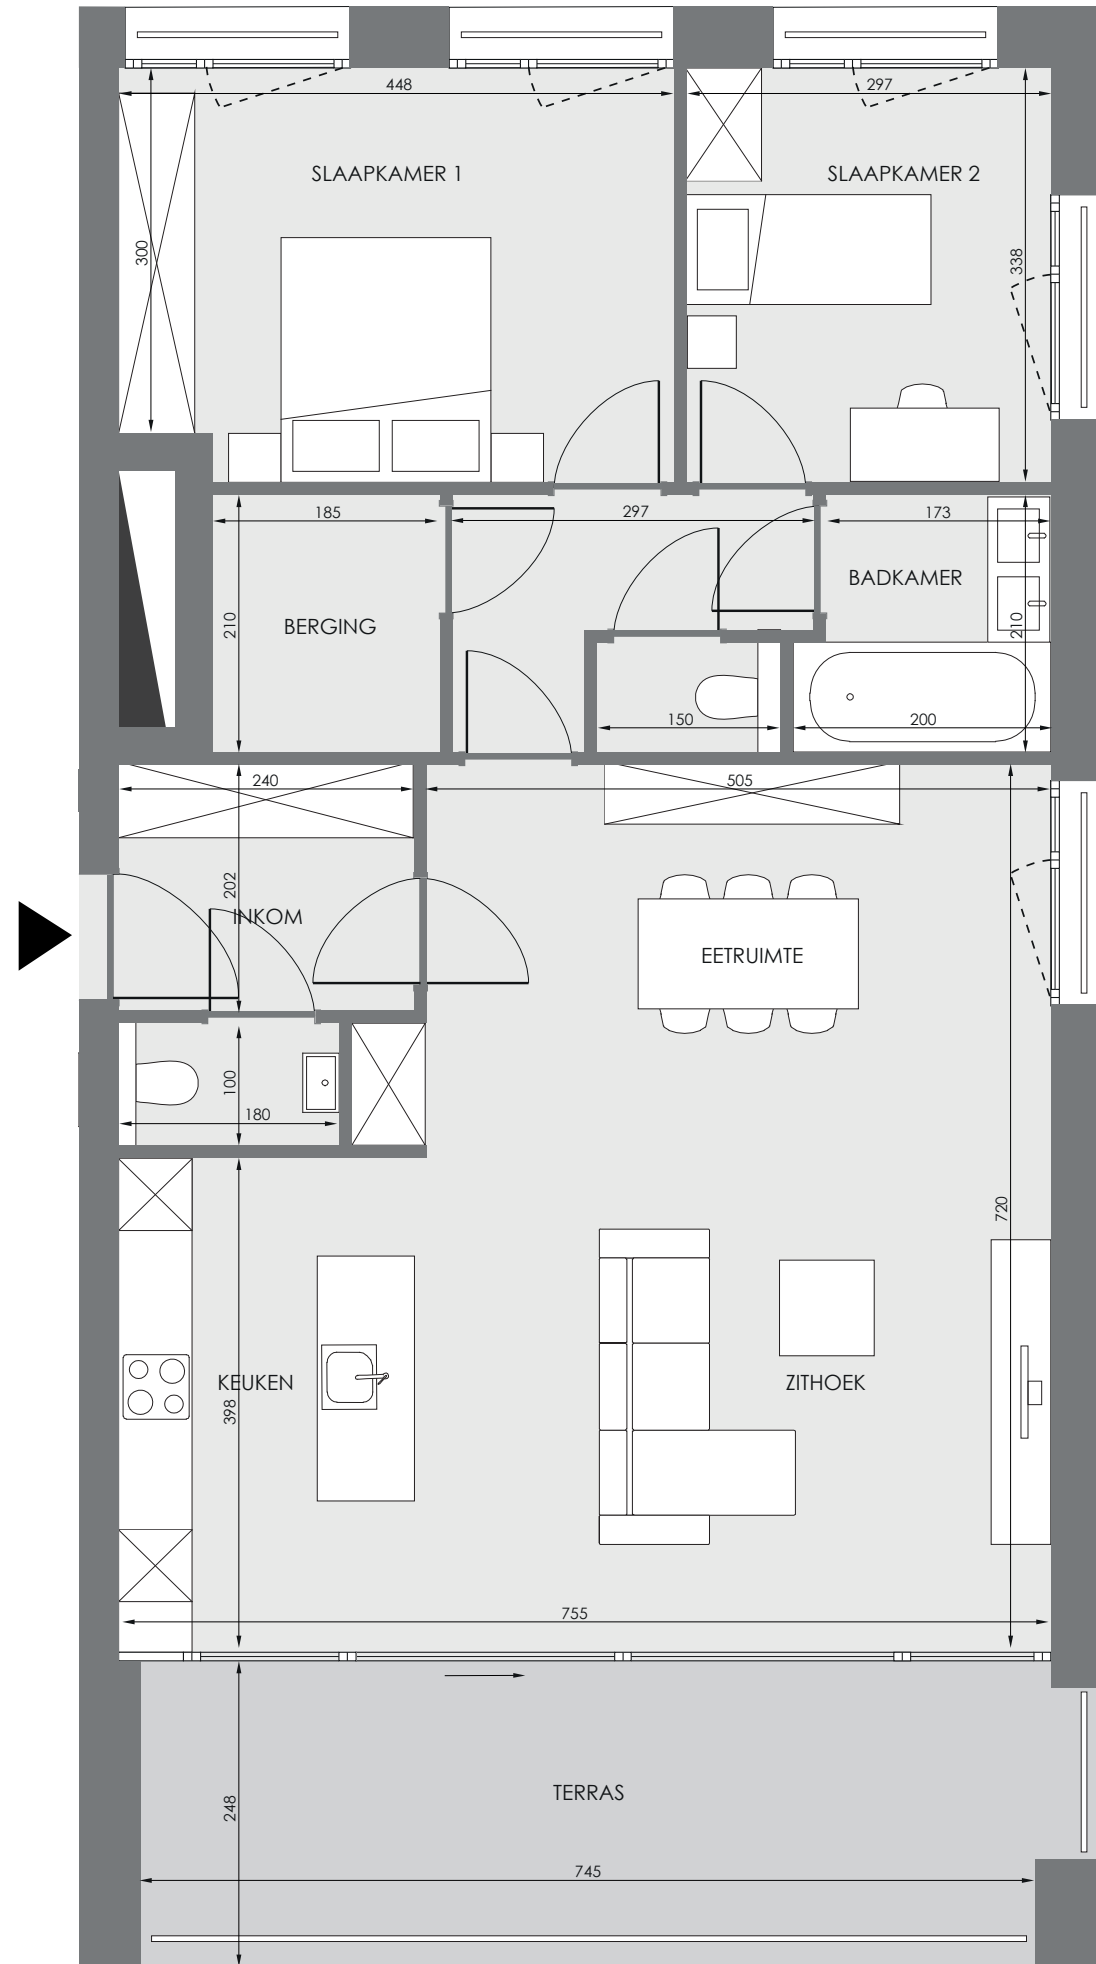 448
297
SLAAPKAMER 1
SLAAPKAMER 2
300
338
185
297
173
BADKAMER
BERGING
210
210
150
200
240
505
202
INKOM
EETRUIMTE
100
180
720
KEUKEN
ZITHOEK
398
755
TERRAS
248
745